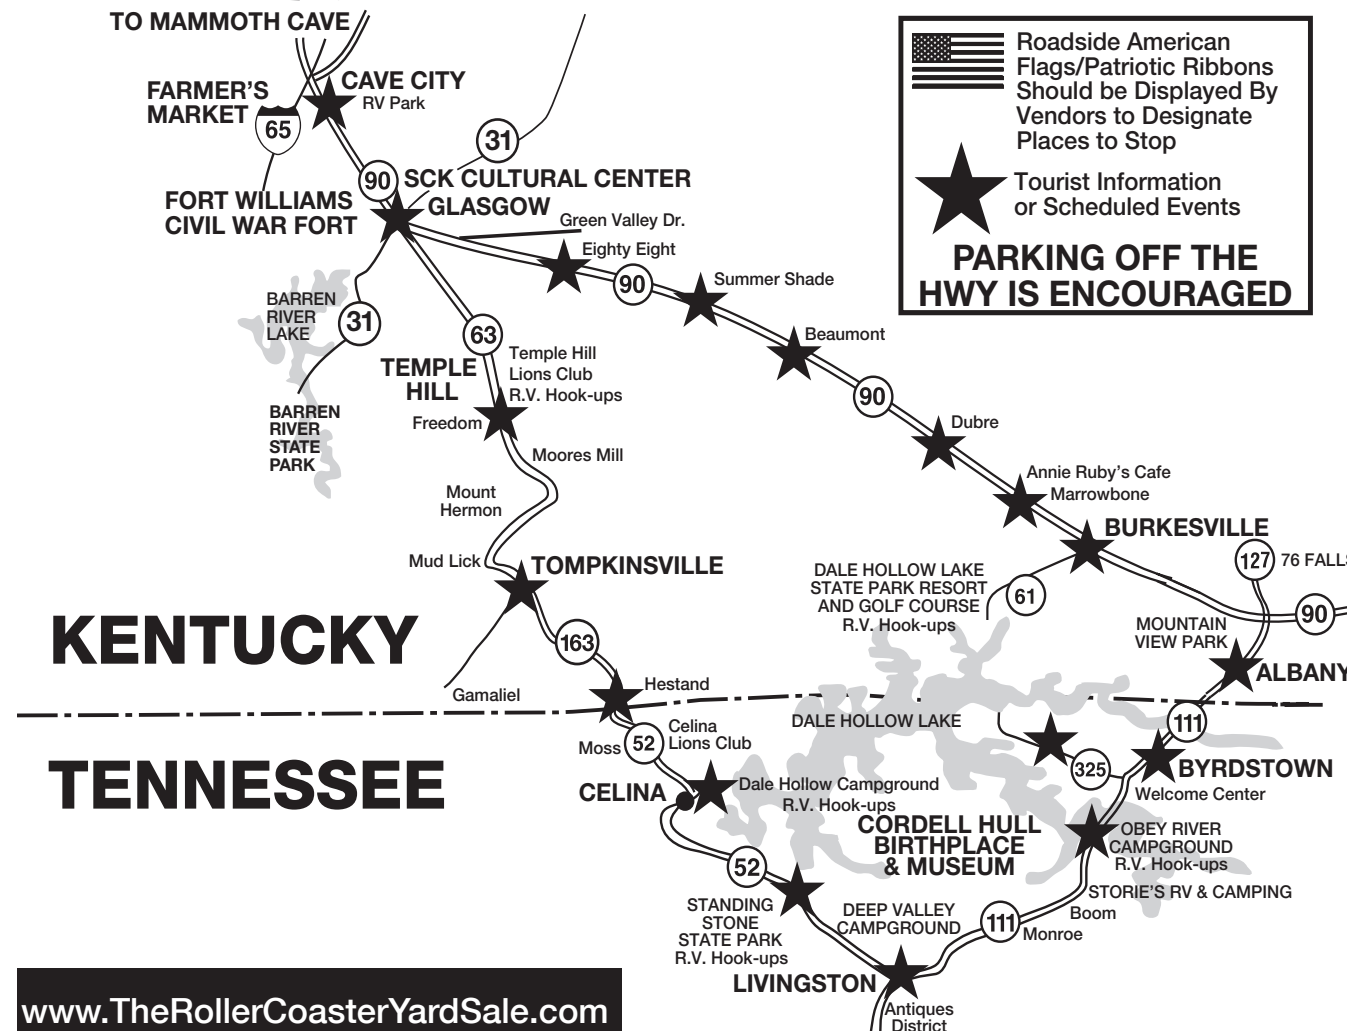 TO MAMMOTH CAVE
CAVE CITY
RV Park
FARMER'S
MARKET
65
31
90
SCK CULTURAL CENTER
GLASGOW
FORT WILLIAMS
CIVIL WAR FORT
Green Valley Dr.
Eighty Eight
90
Summer Shade
Beaumont
90
Dubre
Annie Ruby's Cafe
Marrowbone
BURKESVILLE
BARREN
RIVER
LAKE
31
BARREN
RIVER
STATE
PARK
63
TEMPLE
HILL
Temple Hill
Lions Club
R.V. Hook-ups
Freedom
Moores Mill
Mount
Hermon
Mud Lick
TOMPKINSVILLE
DALE HOLLOW LAKE
STATE PARK RESORT
AND GOLF COURSE
R.V. Hook-ups
61
127
76 FALLS
90
MOUNTAIN
VIEW PARK
ALBANY
KENTUCKY
163
Gamaliel
Hestand
TENNESSEE
Moss
52
Celina
Lions Club
CELINA
Dale Hollow Campground
R.V. Hook-ups
DALE HOLLOW LAKE
111
325
BYRDSTOWN
Welcome Center
CORDELL HULL
BIRTHPLACE
& MUSEUM
OBEY RIVER
CAMPGROUND
R.V. Hook-ups
STORIE'S RV & CAMPING
Boom
111
Monroe
52
STANDING
STONE
STATE PARK
R.V. Hook-ups
DEEP VALLEY
CAMPGROUND
LIVINGSTON
Antiques
District
Roadside American
Flags/Patriotic Ribbons
Should be Displayed By
Vendors to Designate
Places to Stop
Tourist Information
or Scheduled Events
PARKING OFF THE
HWY IS ENCOURAGED
www.TheRollerCoasterYardSale.com